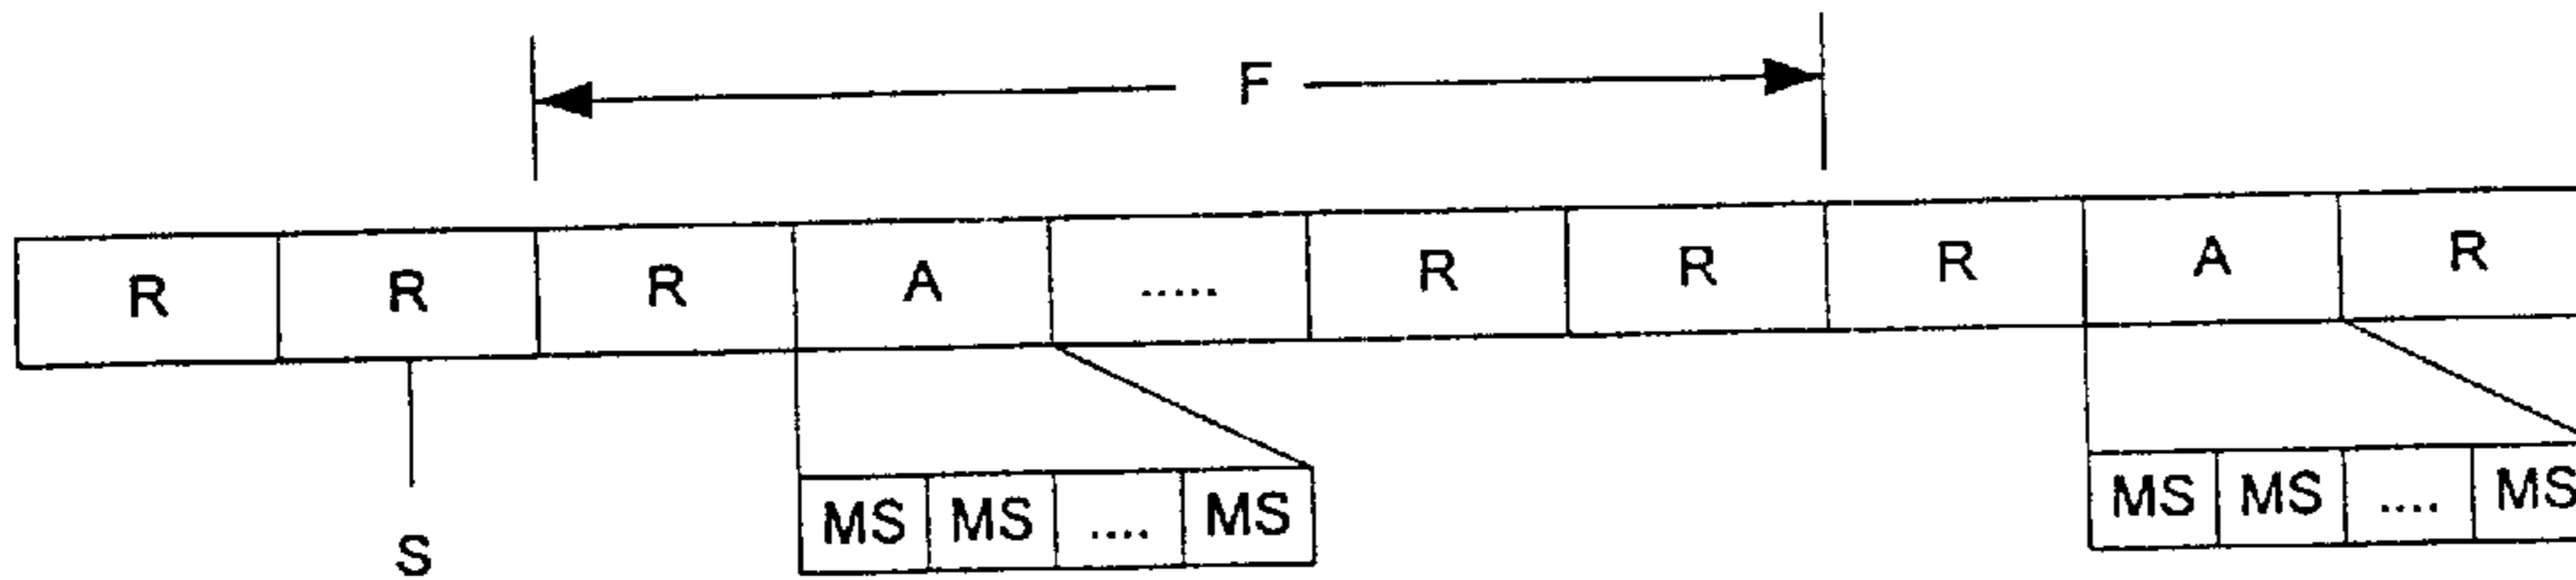 F
R R R A ..... R R R A R
MS MS .... MS MS MS .... MS
S